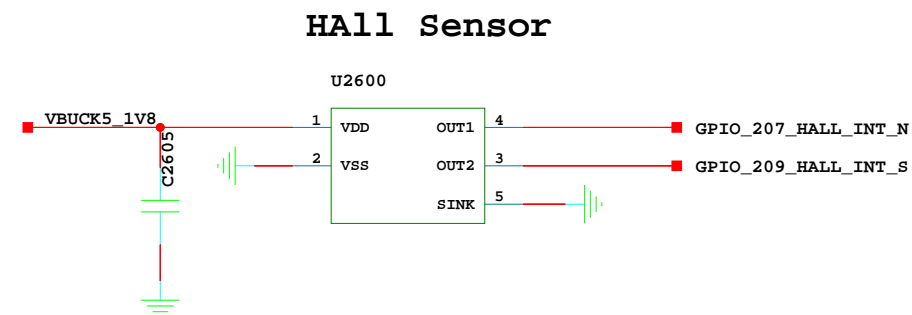 HAll Sensor
U2600
VBUCK5_1V8
C2605
1 VDD OUT1 4 GPIO_207_HALL_INT_N
2 VSS OUT2 3 GPIO_209_HALL_INT_S
SINK 5